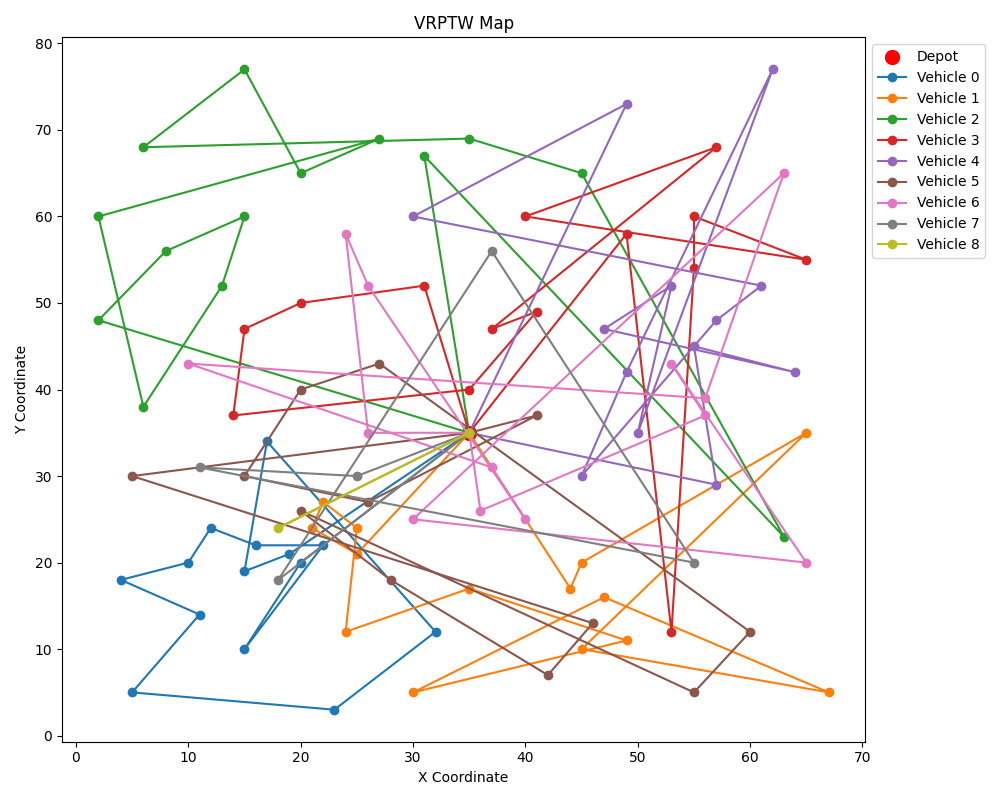 VRPTW Map
80
70
60
50
40
30
20
10
0
Y Coordinate
0 10 20 30 40 50 60 70
X Coordinate
Depot
Vehicle 0
Vehicle 1
Vehicle 2
Vehicle 3
Vehicle 4
Vehicle 5
Vehicle 6
Vehicle 7
Vehicle 8